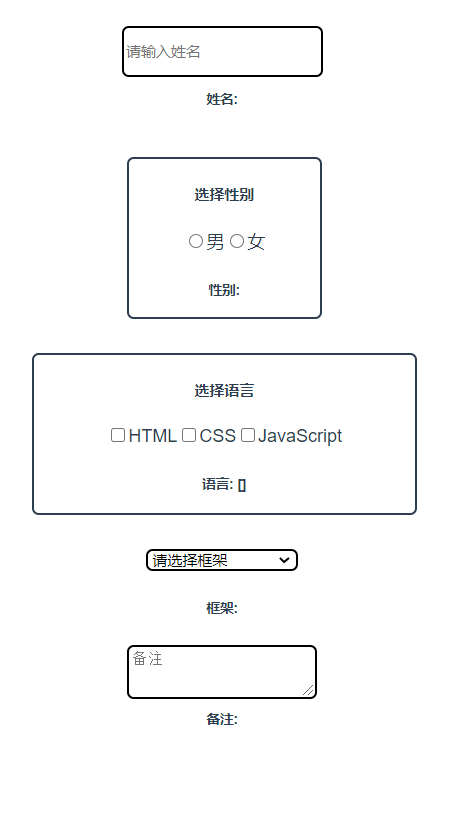 请输入姓名
姓名:
选择性别
男 女
性别:
选择语言
HTML CSS JavaScript
语言: []
请选择框架
框架:
备注
备注: